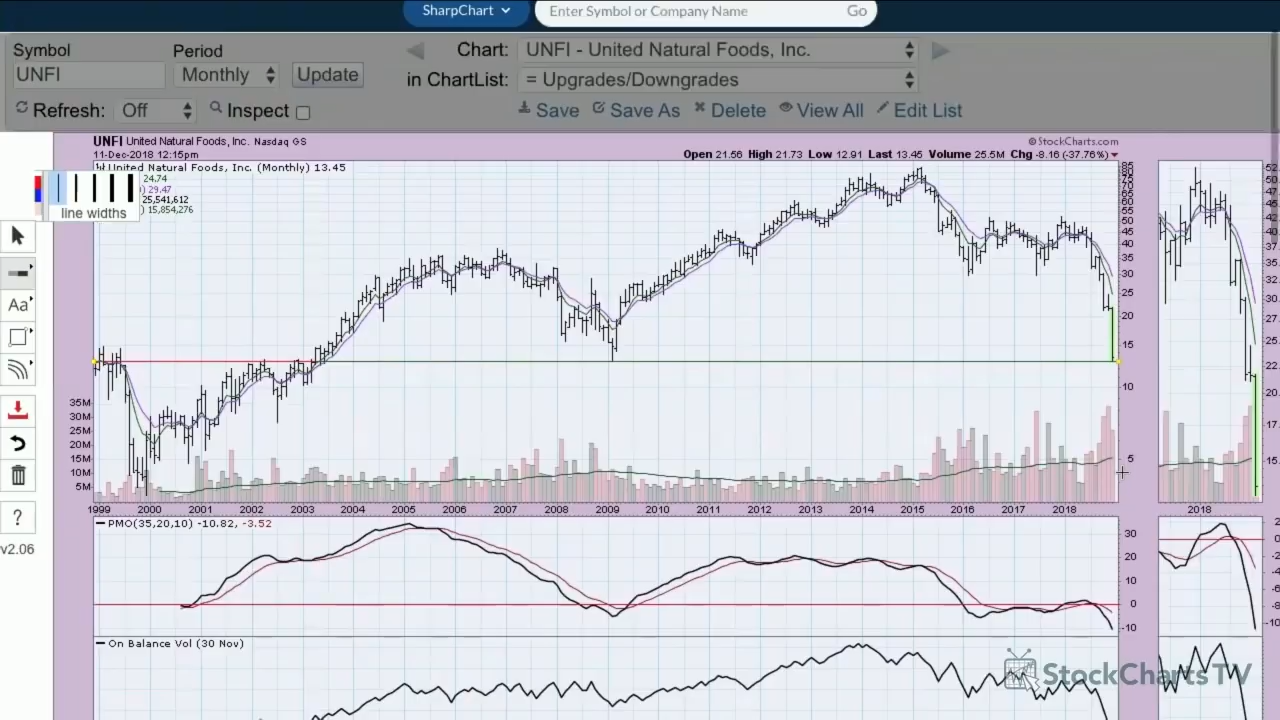 SharpChart
Enter Symbol or Company Name
Go
Symbol
Period
Chart:
UNFI - United Natural Foods, Inc.
UNFI
Monthly
Update
in ChartList:
= Upgrades/Downgrades
Refresh:
Off
Inspect
Save
Save As
Delete
View All
Edit List
UNFI United Natural Foods, Inc. Nasdaq GS
© StockCharts.com
11-Dec-2018 12:15pm
Open 21.56 High 21.73 Low 12.91 Last 13.45 Volume 25.5M Chg -8.16 (-37.76%)
United Natural Foods, Inc. (Monthly) 13.45
24.74
) 29.47
25,541,612
) 15,854,276
line widths
Aa
?
v2.06
85
80
75
70
65
60
55
50
45
40
35
30
25
20
15
10
5
35M
30M
25M
20M
15M
10M
5M
1999 2000 2001 2002 2003 2004 2005 2006 2007 2008 2009 2010 2011 2012 2013 2014 2015 2016 2017 2018
52.
50.
47.
45.
42.
40.
37.
35.
32.
30.
27.
25.
22.
20.
17.
15.
2018
PMO(35,20,10) -10.82, -3.52
30
20
10
0
-10
2
0
-2
-4
-6
-8
-10
On Balance Vol (30 Nov)
StockChartsTV